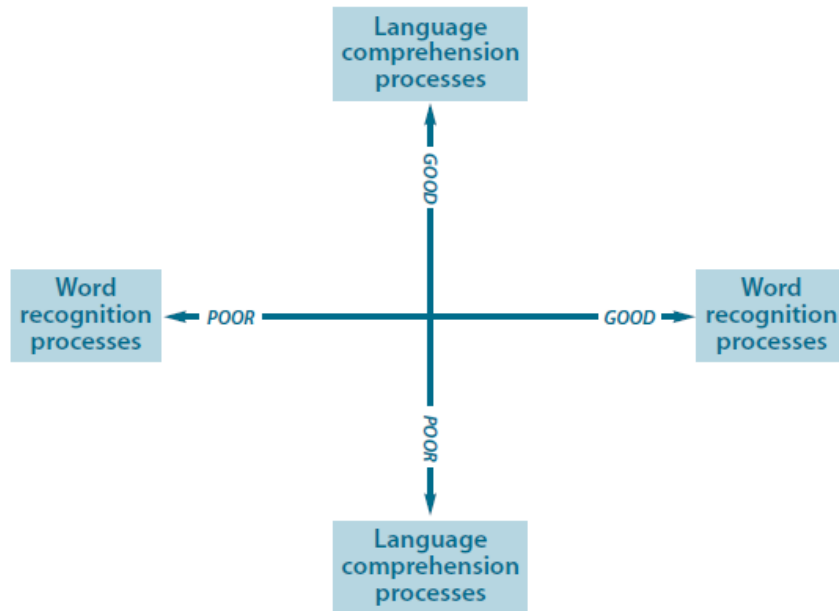 Language
comprehension
processes
GOOD
Word
recognition
processes
POOR
GOOD
Word
recognition
processes
POOR
Language
comprehension
processes